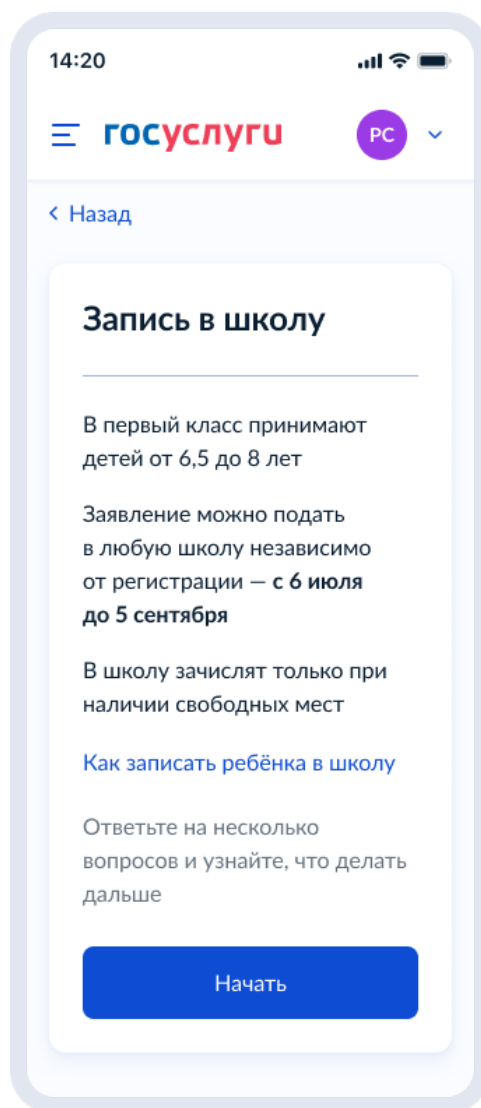 14:20
госуслуги
РС
Назад
Запись в школу
В первый класс принимают
детей от 6,5 до 8 лет
Заявление можно подать
в любую школу независимо
от регистрации — с 6 июля
до 5 сентября
В школу зачислят только при
наличии свободных мест
Как записать ребёнка в школу
Ответьте на несколько
вопросов и узнайте, что делать
дальше
Начать